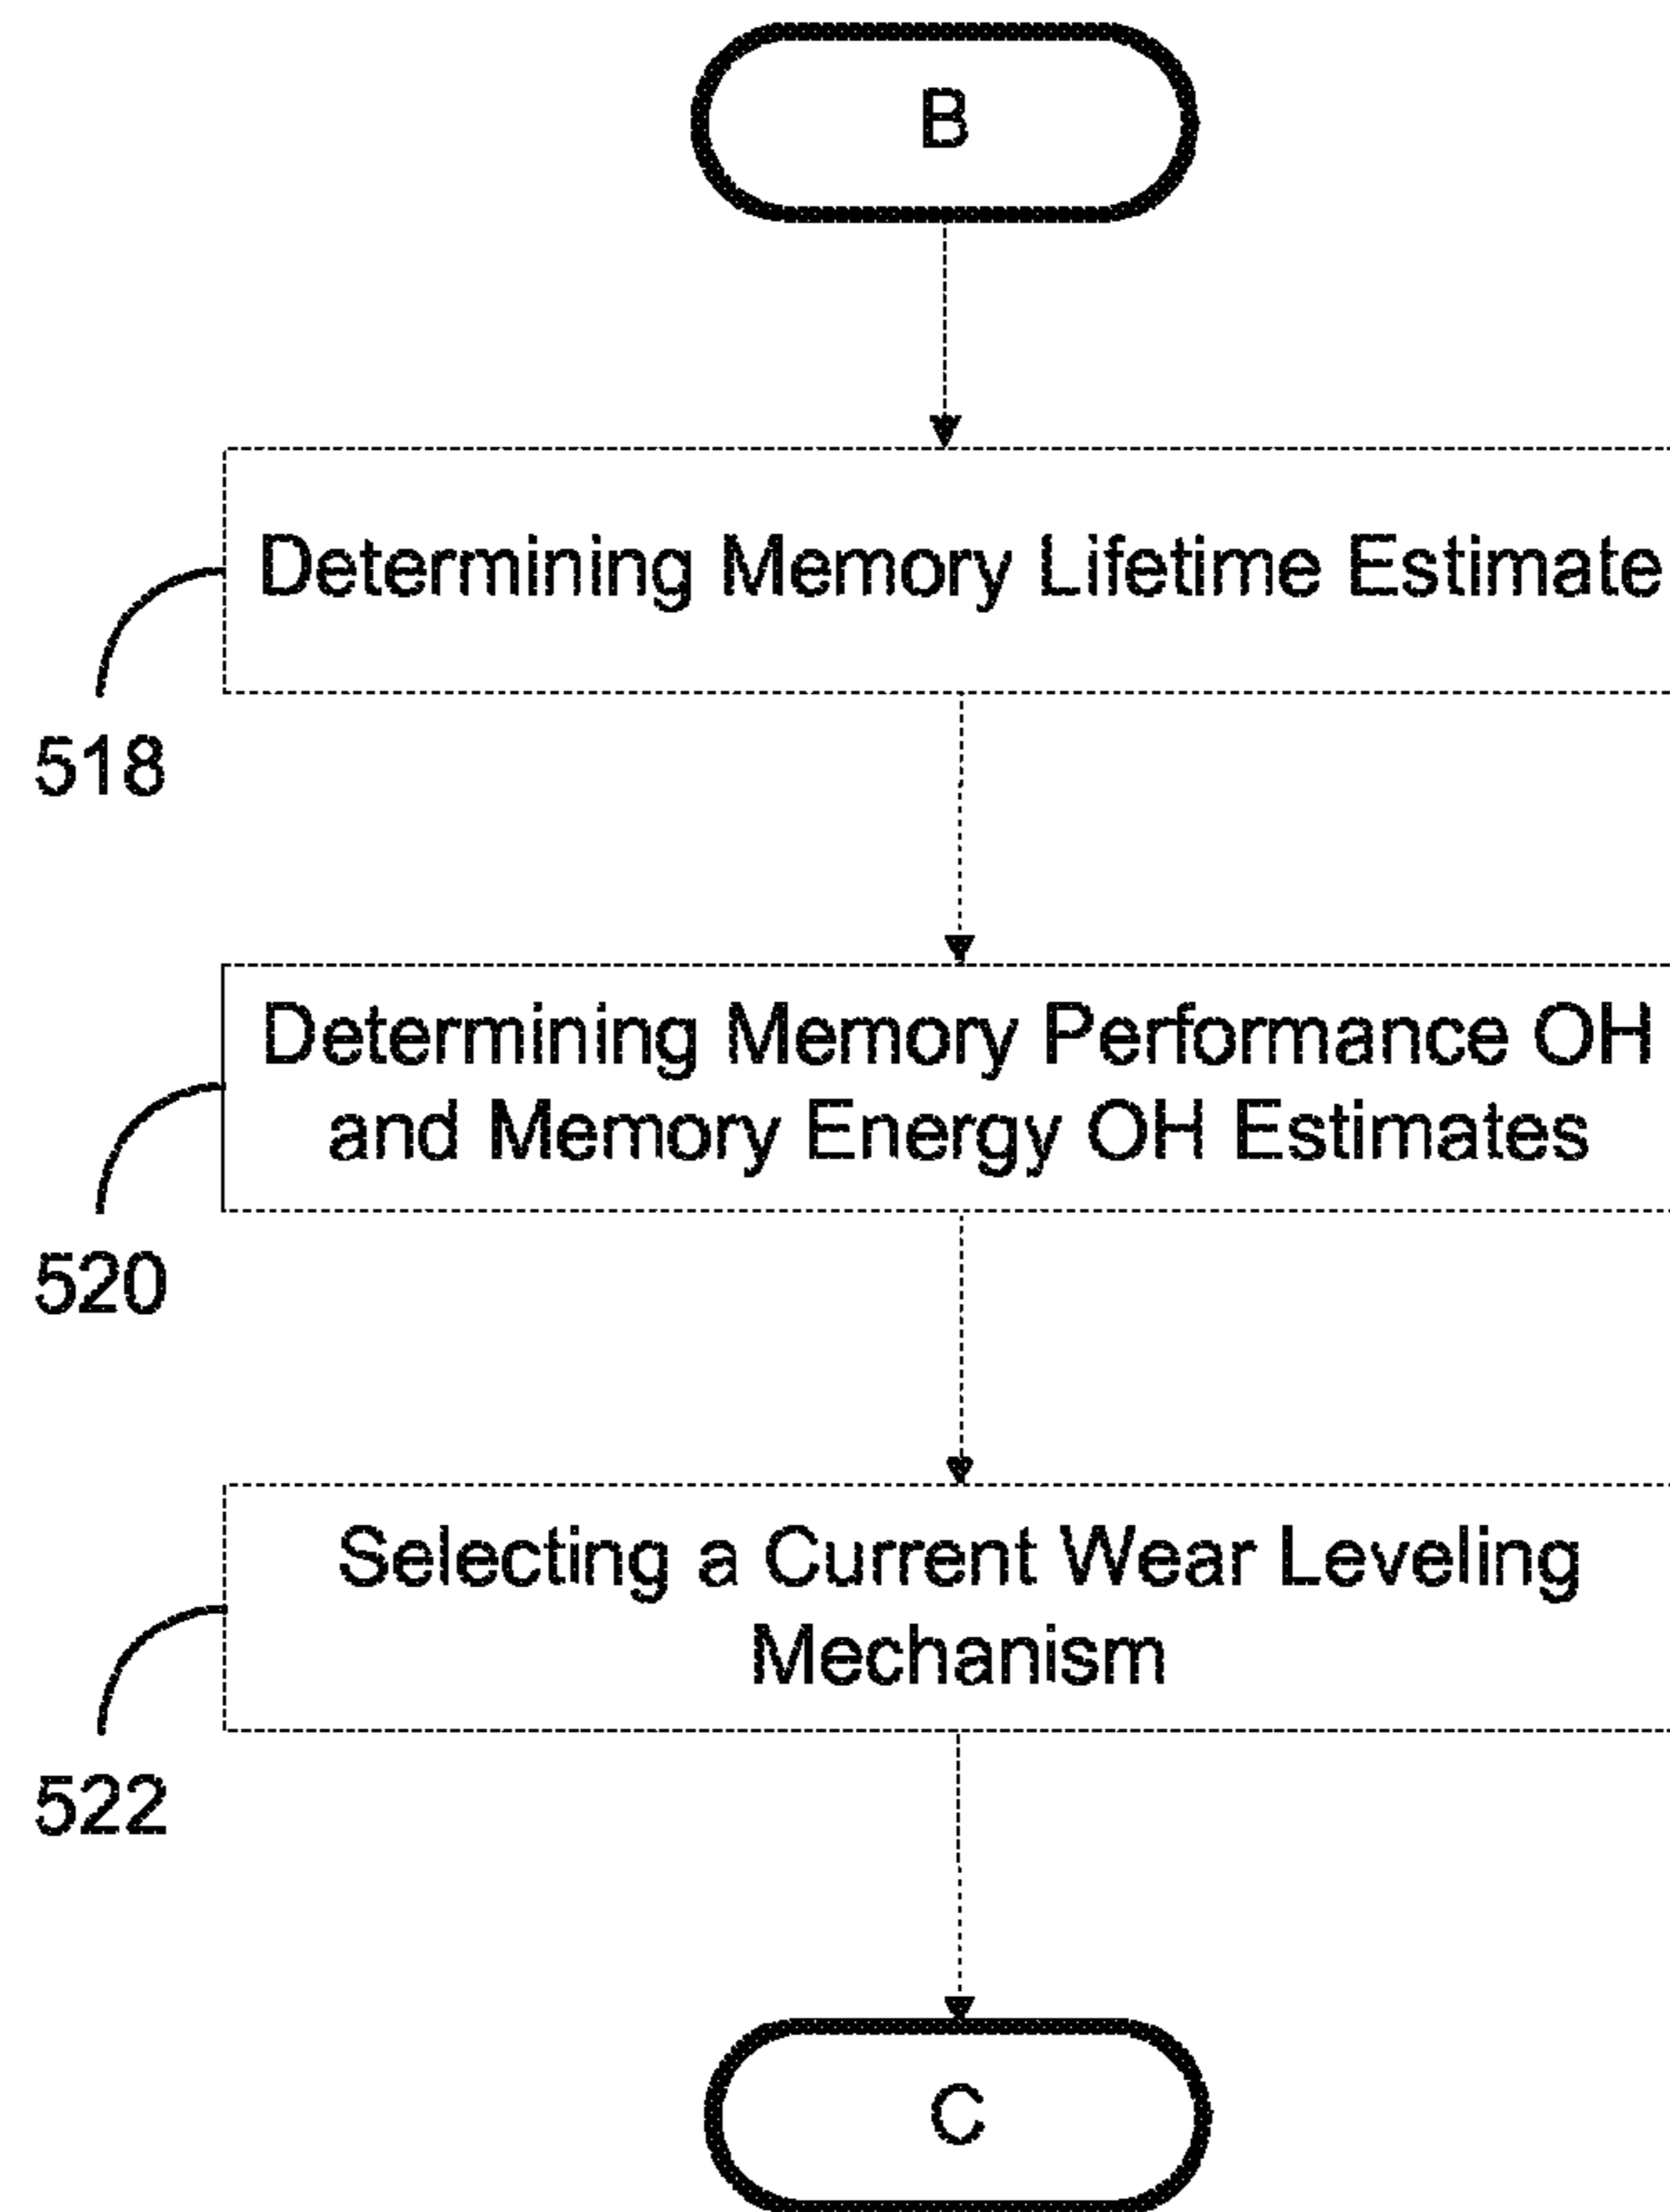 B
Determining Memory Lifetime Estimate
518
Determining Memory Performance OH
and Memory Energy OH Estimates
520
Selecting a Current Wear Leveling
Mechanism
522
C